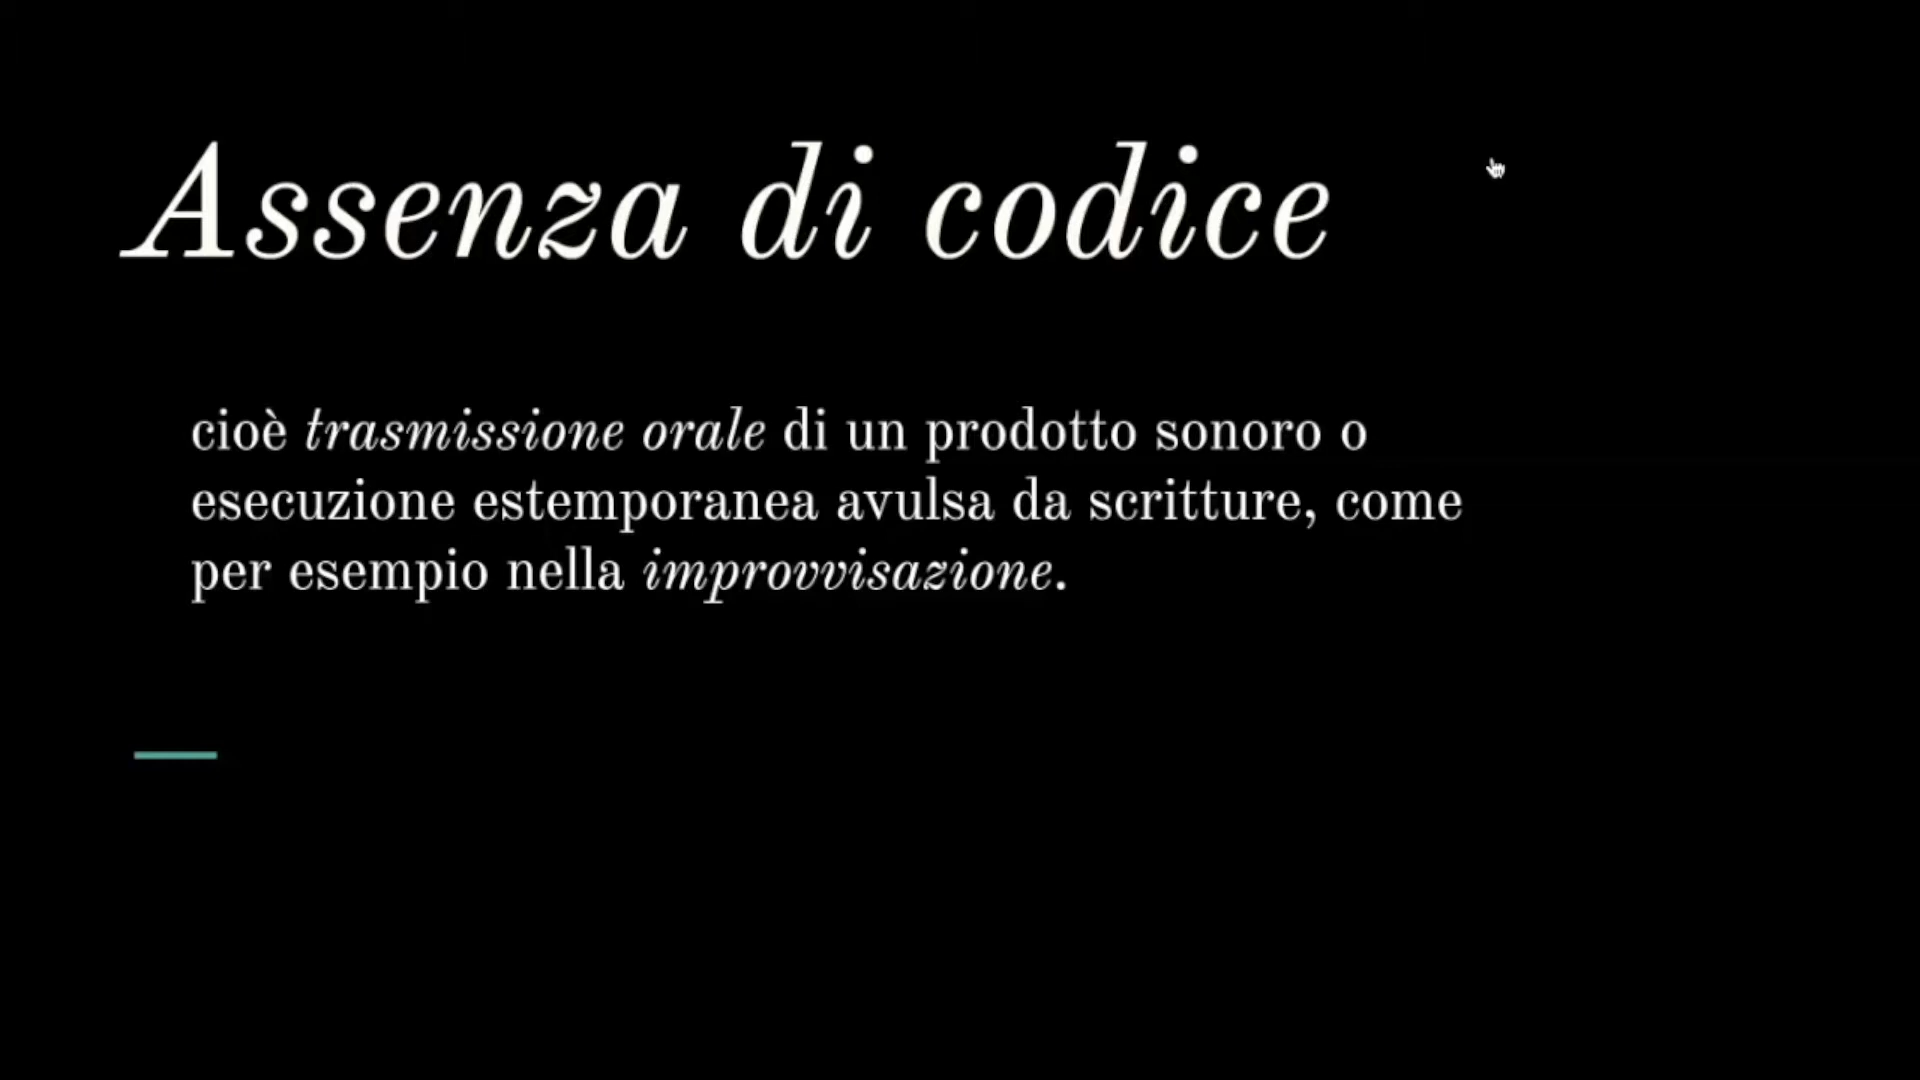 Assenza di codice
cioè trasmissione orale di un prodotto sonoro o
esecuzione estemporanea avulsa da scritture, come
per esempio nella improvvisazione.